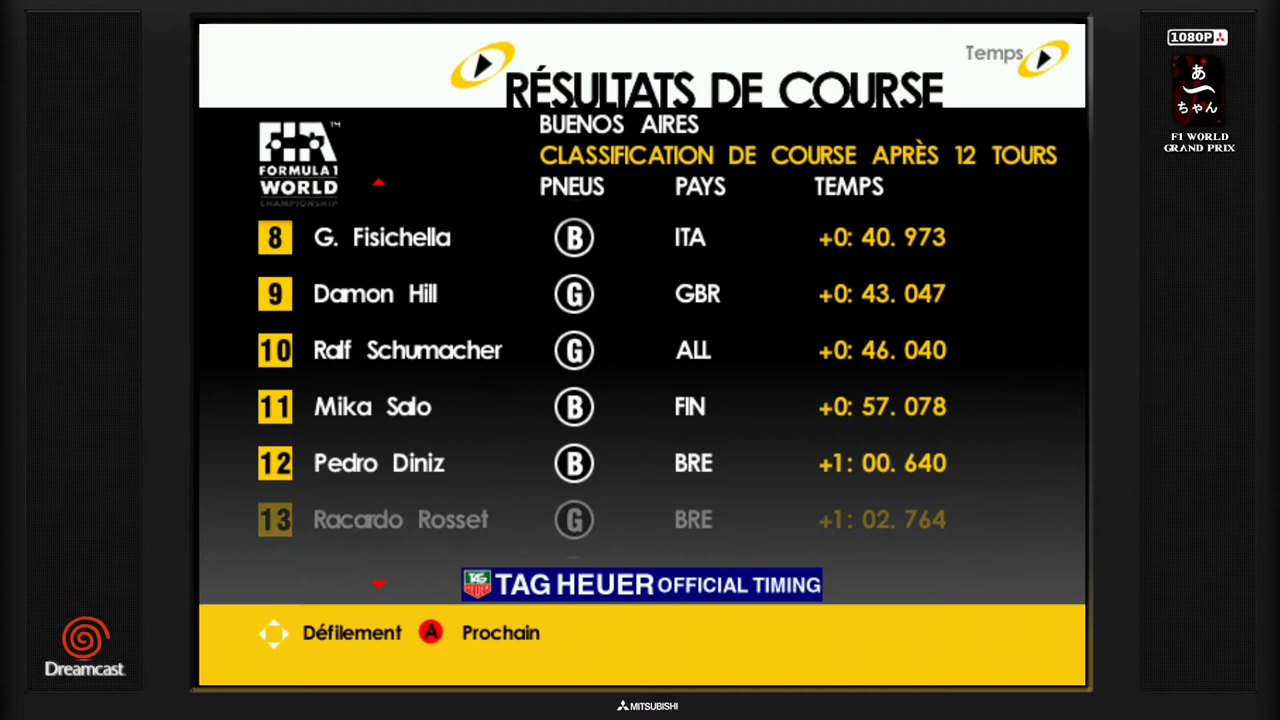 Temps
RÉSULTATS DE COURSE
BUENOS AIRES
CLASSIFICATION DE COURSE APRÈS 12 TOURS
FIA ™
FORMULA 1
WORLD
CHAMPIONSHIP
PNEUS PAYS TEMPS
8 G. Fisichella B ITA +0: 40. 973
9 Damon Hill G GBR +0: 43. 047
10 Ralf Schumacher G ALL +0: 46. 040
11 Mika Salo B FIN +0: 57. 078
12 Pedro Diniz B BRE +1: 00. 640
13 Racardo Rosset G BRE +1: 02. 764
TAG HEUER TAG HEUER OFFICIAL TIMING
Défilement A Prochain
1080P
あーちゃん
F1 WORLD
GRAND PRIX
Dreamcast
MITSUBISHI